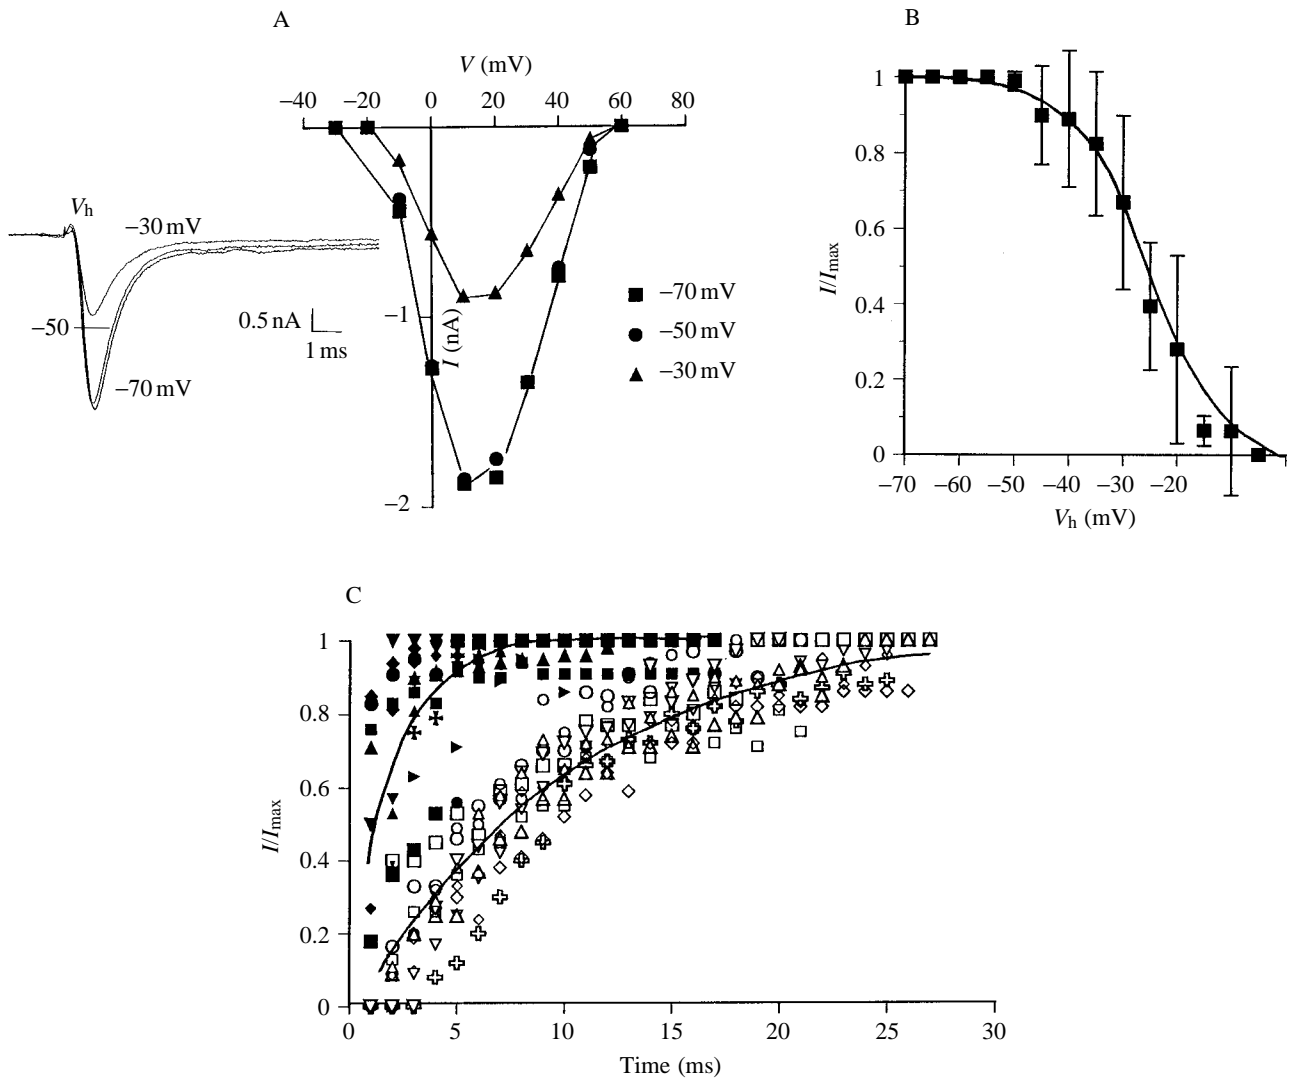 A
V (mV)
−40 −20 0 20 40 60 80
−1
−2
I (nA)
Vh
−30 mV
−50
−70 mV
0.5 nA
1 ms
−70 mV
−50 mV
−30 mV
B
I/Imax
1
0.8
0.6
0.4
0.2
0
−70 −60 −50 −40 −30 −20
Vh (mV)
C
I/Imax
1
0.8
0.6
0.4
0.2
0
0 5 10 15 20 25 30
Time (ms)